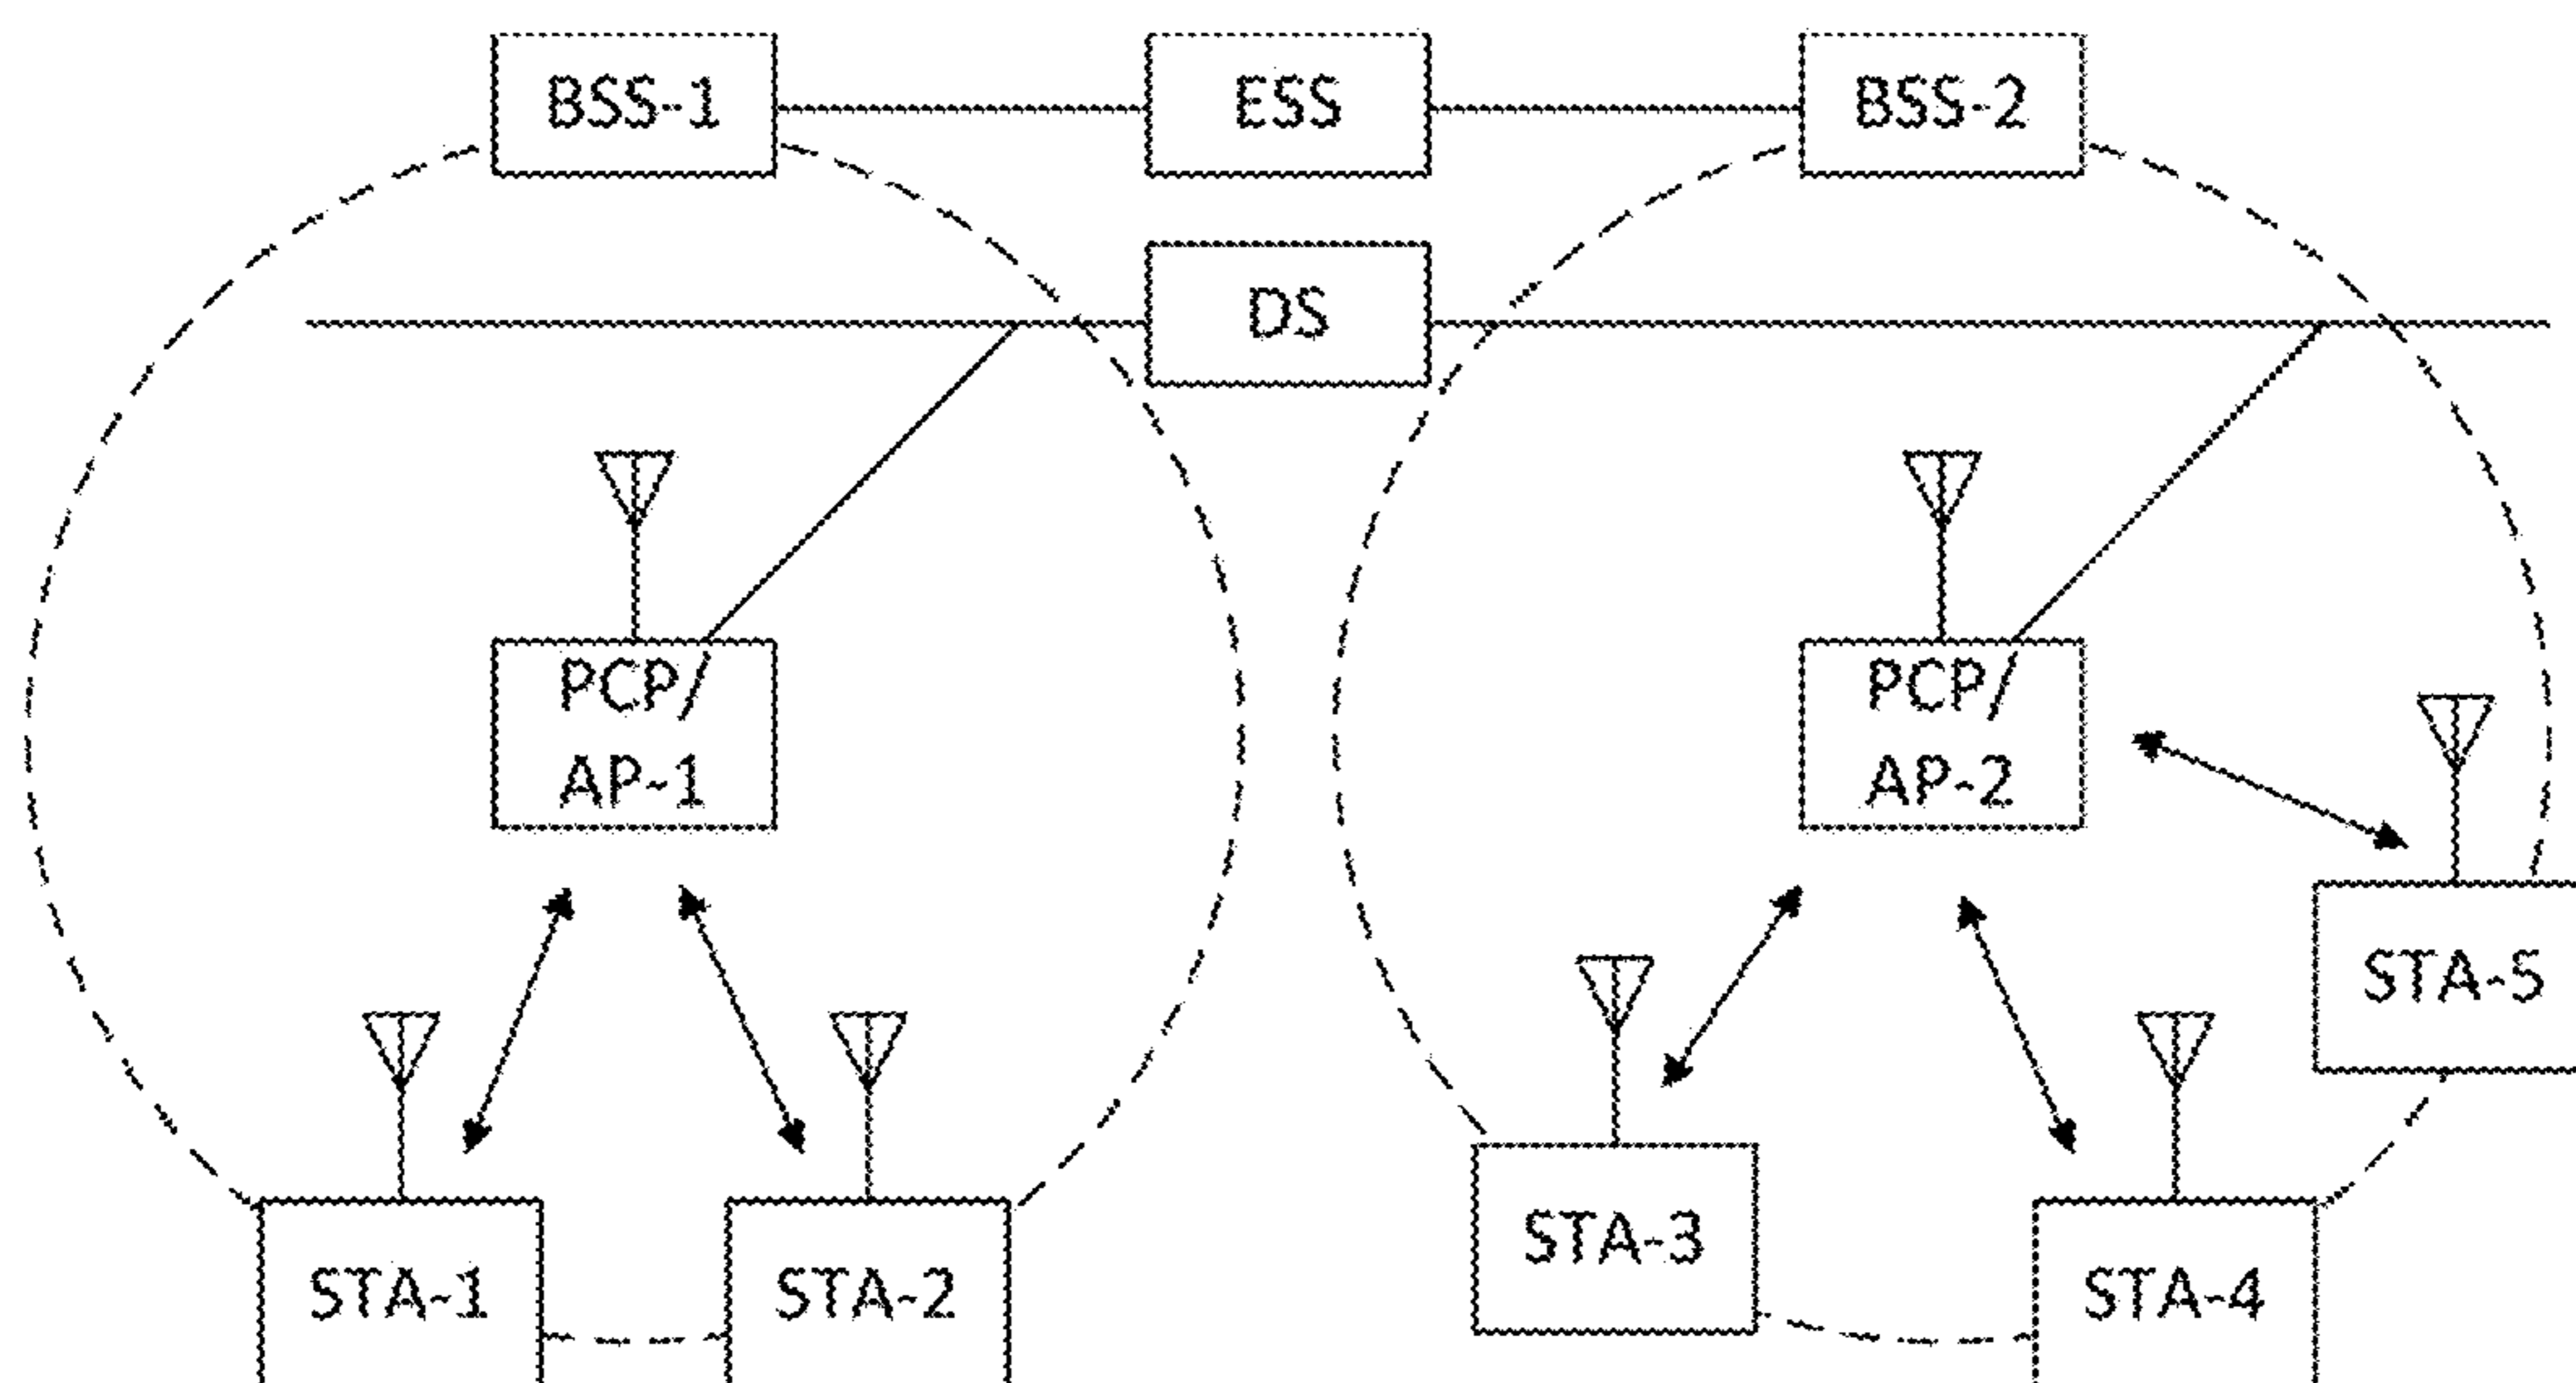 BSS-1
ESS
BSS-2
DS
PCP/
AP-1
PCP/
AP-2
STA-5
STA-3
STA-1
STA-2
STA-4